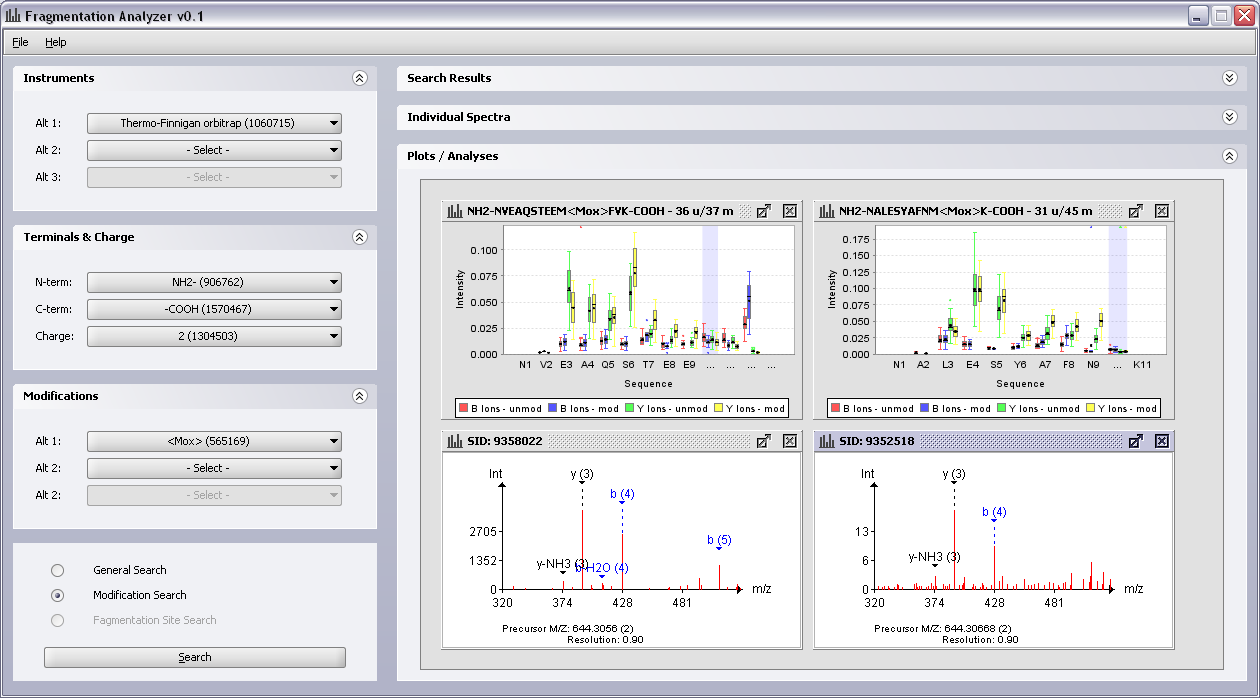 Fragmentation Analyzer v0.1
File Help
Instruments
Alt 1: Thermo-Finnigan orbitrap (1060715)
Alt 2: - Select -
Alt 3: - Select -
Terminals & Charge
N-term: NH2- (906762)
C-term: -COOH (1570467)
Charge: 2 (1304503)
Modifications
Alt 1: <Mox> (565169)
Alt 2: - Select -
Alt 2: - Select -
General Search
Modification Search
Fagmentation Site Search
Search
Search Results
Individual Spectra
Plots / Analyses
NH2-NVEAQSTEEM<Mox>FVK-COOH - 36 u/37 m
Intensity
0.100
0.075
0.050
0.025
0.000
N1 V2 E3 A4 Q5 S6 T7 E8 E9 ... ... ... ...
Sequence
B Ions - unmod B Ions - mod Y Ions - unmod Y Ions - mod
NH2-NALESYAFNM<Mox>K-COOH - 31 u/45 m
Intensity
0.175
0.150
0.125
0.100
0.075
0.050
0.025
0.000
N1 A2 L3 E4 S5 Y6 A7 F8 N9 ... K11
Sequence
B Ions - unmod B Ions - mod Y Ions - unmod Y Ions - mod
SID: 9358022
Int
y (3)
b (4)
2705
b (5)
1352
y-NH3 (3)
b-H2O (4)
0
m/z
320 374 428 481
Precursor M/Z: 644.3056 (2)
Resolution: 0.90
SID: 9352518
Int
y (3)
b (4)
13
y-NH3 (3)
6
0
m/z
320 374 428 481
Precursor M/Z: 644.30668 (2)
Resolution: 0.90